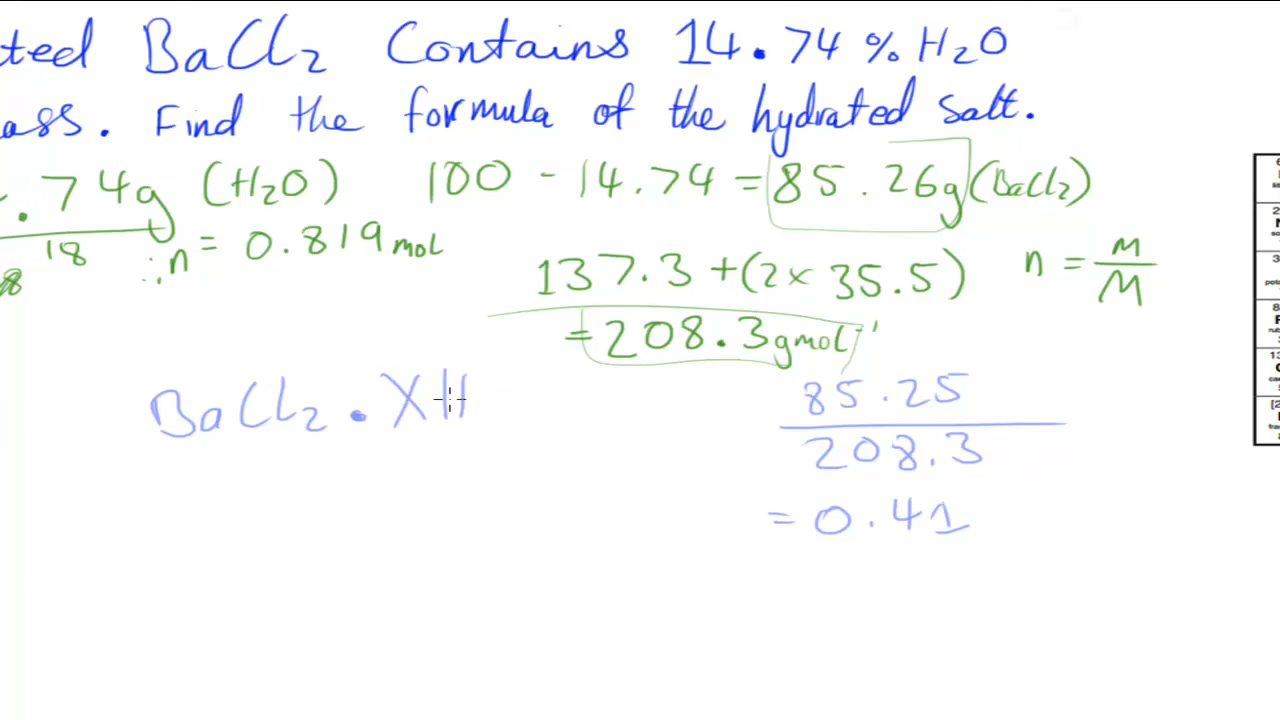 ted BaCl₂ Contains 14.74 % H₂O
ass. Find the formula of the hydrated salt.
.74g (H₂O) 100 - 14.74 = 85.26g (BaCl₂)
18
∴ n = 0.819 mol
137.3 + (2 × 35.5)
n = m/M
= 208.3 gmol⁻¹
BaCl₂ . XH
85.25
208.3
= 0.41